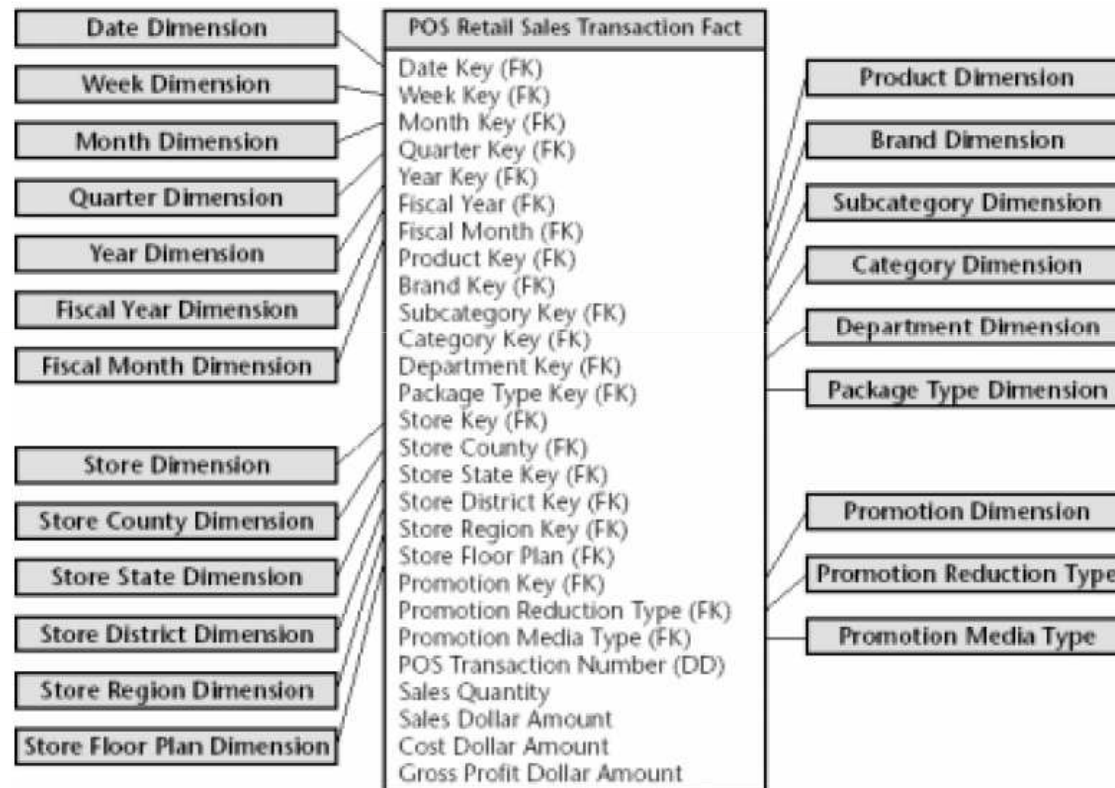 Date Dimension
Week Dimension
Month Dimension
Quarter Dimension
Year Dimension
Fiscal Year Dimension
Fiscal Month Dimension
Store Dimension
Store County Dimension
Store State Dimension
Store District Dimension
Store Region Dimension
Store Floor Plan Dimension
POS Retail Sales Transaction Fact
Date Key (FK)
Week Key (FK)
Month Key (FK)
Quarter Key (FK)
Year Key (FK)
Fiscal Year (FK)
Fiscal Month (FK)
Product Key (FK)
Brand Key (FK)
Subcategory Key (FK)
Category Key (FK)
Department Key (FK)
Package Type Key (FK)
Store Key (FK)
Store County (FK)
Store State Key (FK)
Store District Key (FK)
Store Region Key (FK)
Store Floor Plan (FK)
Promotion Key (FK)
Promotion Reduction Type (FK)
Promotion Media Type (FK)
POS Transaction Number (DD)
Sales Quantity
Sales Dollar Amount
Cost Dollar Amount
Gross Profit Dollar Amount
Product Dimension
Brand Dimension
Subcategory Dimension
Category Dimension
Department Dimension
Package Type Dimension
Promotion Dimension
Promotion Reduction Type
Promotion Media Type